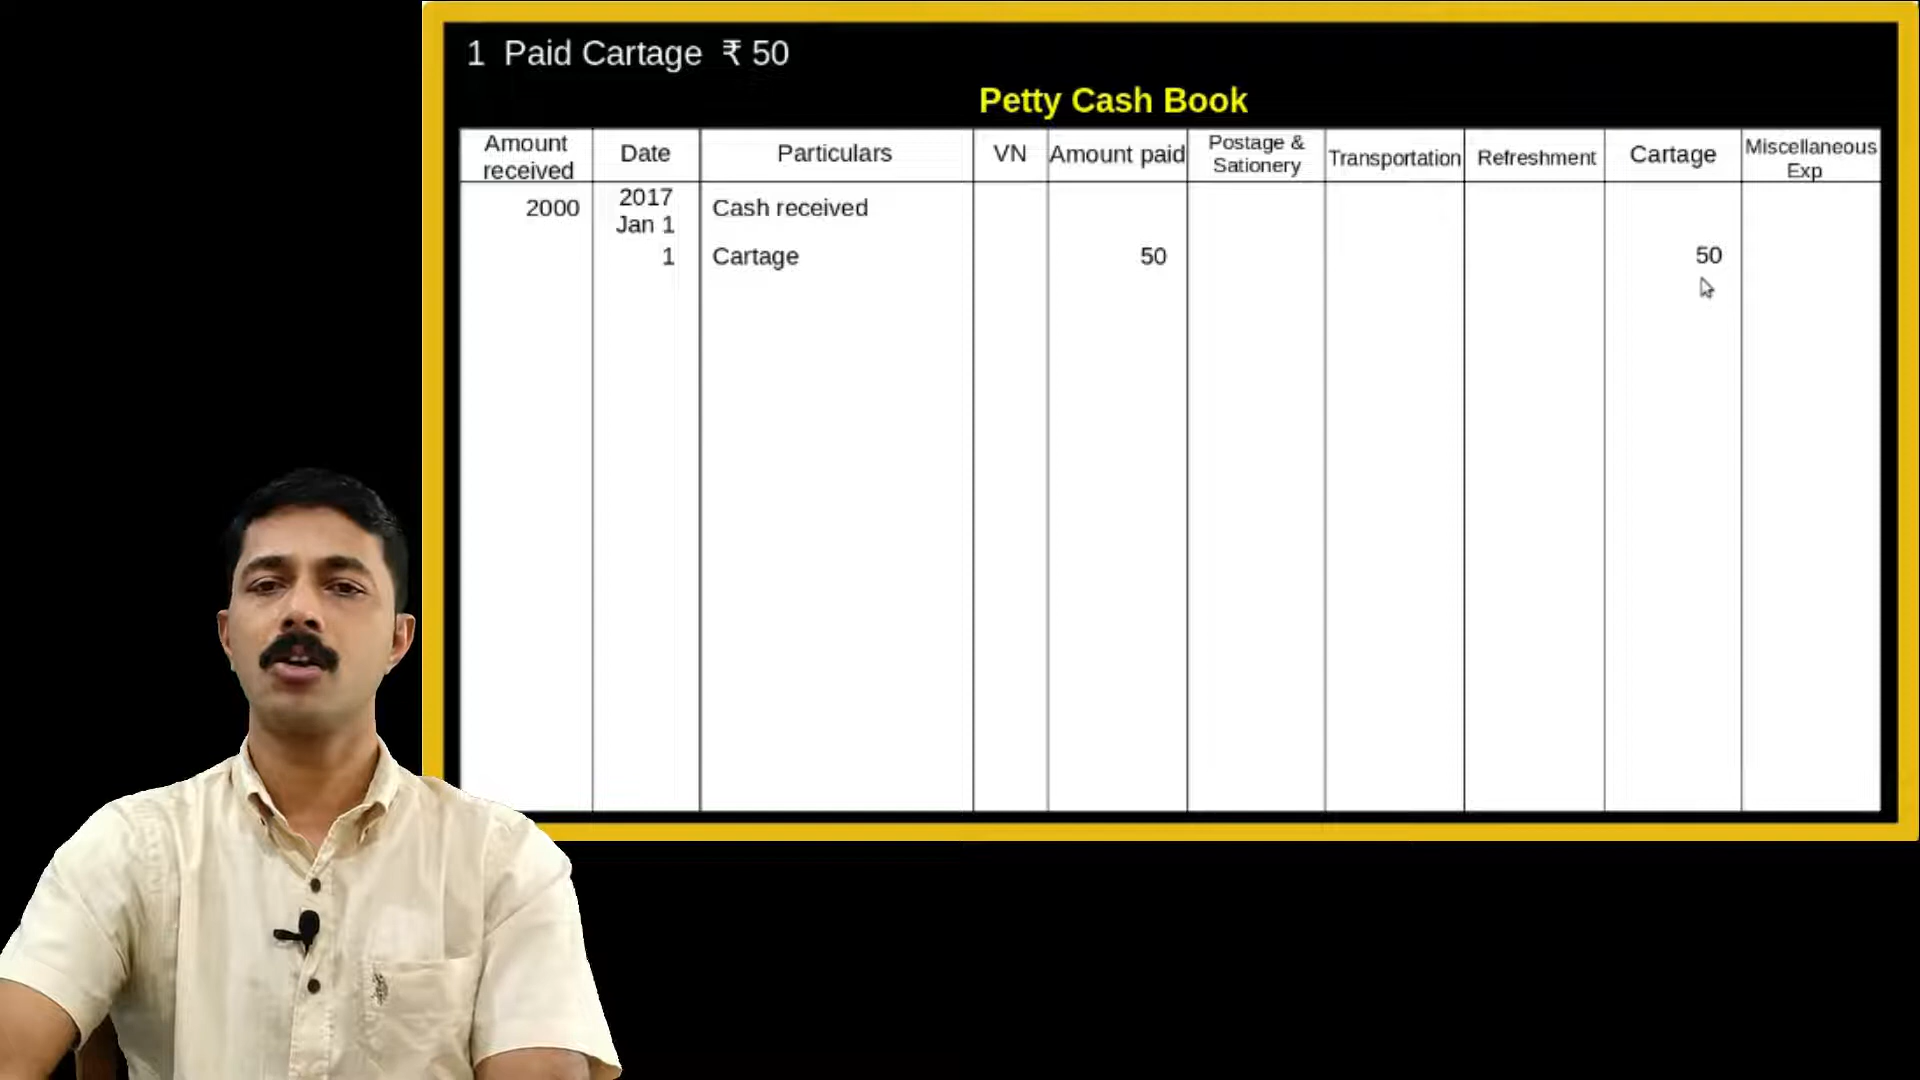 1 Paid Cartage ₹ 50
Petty Cash Book
Amount received Date Particulars VN Amount paid Postage & Sationery Transportation Refreshment Cartage Miscellaneous Exp
2000 2017 Jan 1 Cash received
1 Cartage 50 50